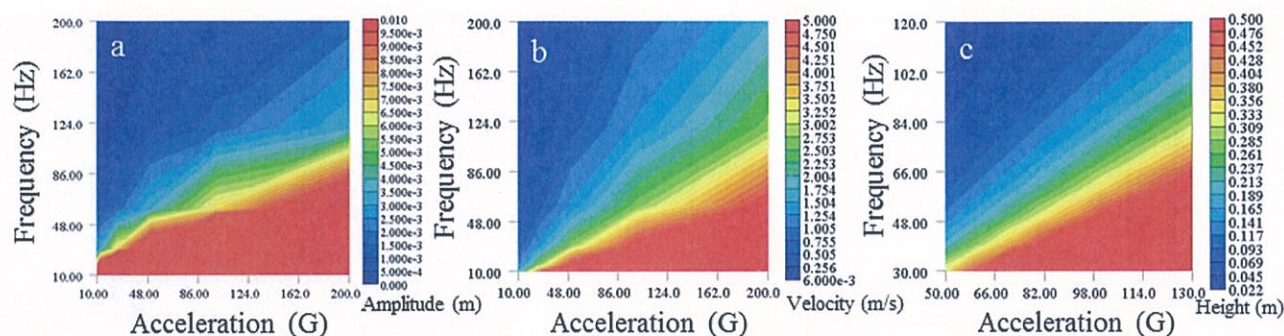 a
Frequency (Hz)
200.0
162.0
124.0
86.00
48.00
10.00
10.00 48.00 86.00 124.0 162.0 200.0
Acceleration (G)
0.010
9.500e-3
9.000e-3
8.500e-3
8.000e-3
7.500e-3
7.000e-3
6.500e-3
6.000e-3
5.500e-3
5.000e-3
4.500e-3
4.000e-3
3.500e-3
3.000e-3
2.500e-3
2.000e-3
1.500e-3
1.000e-3
5.000e-4
0.000
Amplitude (m)
b
Frequency (Hz)
200.0
162.0
124.0
86.00
48.00
10.00
10.00 48.00 86.00 124.0 162.0 200.0
Acceleration (G)
5.000
4.750
4.501
4.251
4.001
3.751
3.502
3.252
3.002
2.753
2.503
2.253
2.004
1.754
1.504
1.254
1.005
0.755
0.505
0.256
6.000e-3
Velocity (m/s)
c
Frequency (Hz)
120.0
102.0
84.00
66.00
48.00
30.00
50.00 66.00 82.00 98.00 114.0 130.0
Acceleration (G)
0.500
0.476
0.452
0.428
0.404
0.380
0.356
0.333
0.309
0.285
0.261
0.237
0.213
0.189
0.165
0.141
0.117
0.093
0.069
0.045
0.022
Height (m)